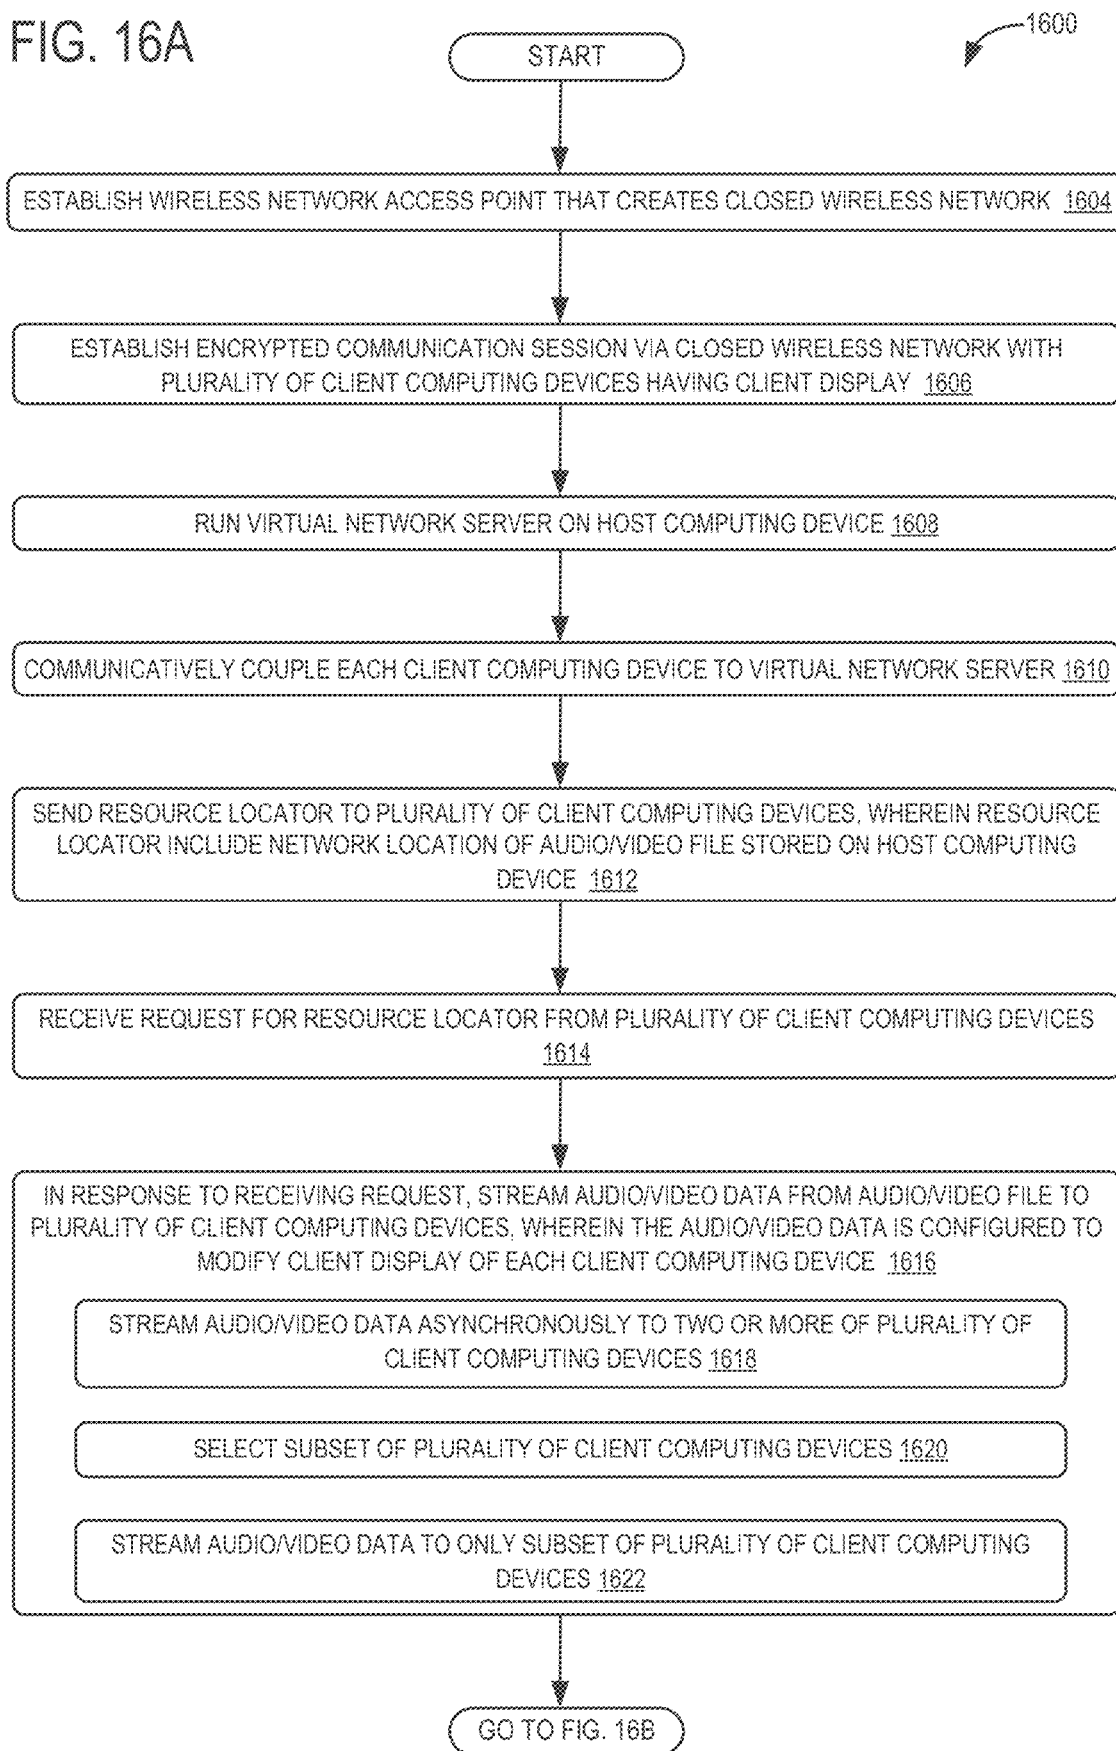 FIG. 16A
1600
START
ESTABLISH WIRELESS NETWORK ACCESS POINT THAT CREATES CLOSED WIRELESS NETWORK 1604
ESTABLISH ENCRYPTED COMMUNICATION SESSION VIA CLOSED WIRELESS NETWORK WITH
PLURALITY OF CLIENT COMPUTING DEVICES HAVING CLIENT DISPLAY 1606
RUN VIRTUAL NETWORK SERVER ON HOST COMPUTING DEVICE 1608
COMMUNICATIVELY COUPLE EACH CLIENT COMPUTING DEVICE TO VIRTUAL NETWORK SERVER 1610
SEND RESOURCE LOCATOR TO PLURALITY OF CLIENT COMPUTING DEVICES, WHEREIN RESOURCE
LOCATOR INCLUDE NETWORK LOCATION OF AUDIO/VIDEO FILE STORED ON HOST COMPUTING
DEVICE 1612
RECEIVE REQUEST FOR RESOURCE LOCATOR FROM PLURALITY OF CLIENT COMPUTING DEVICES
1614
IN RESPONSE TO RECEIVING REQUEST, STREAM AUDIO/VIDEO DATA FROM AUDIO/VIDEO FILE TO
PLURALITY OF CLIENT COMPUTING DEVICES, WHEREIN THE AUDIO/VIDEO DATA IS CONFIGURED TO
MODIFY CLIENT DISPLAY OF EACH CLIENT COMPUTING DEVICE 1616
STREAM AUDIO/VIDEO DATA ASYNCHRONOUSLY TO TWO OR MORE OF PLURALITY OF
CLIENT COMPUTING DEVICES 1618
SELECT SUBSET OF PLURALITY OF CLIENT COMPUTING DEVICES 1620
STREAM AUDIO/VIDEO DATA TO ONLY SUBSET OF PLURALITY OF CLIENT COMPUTING
DEVICES 1622
GO TO FIG. 16B